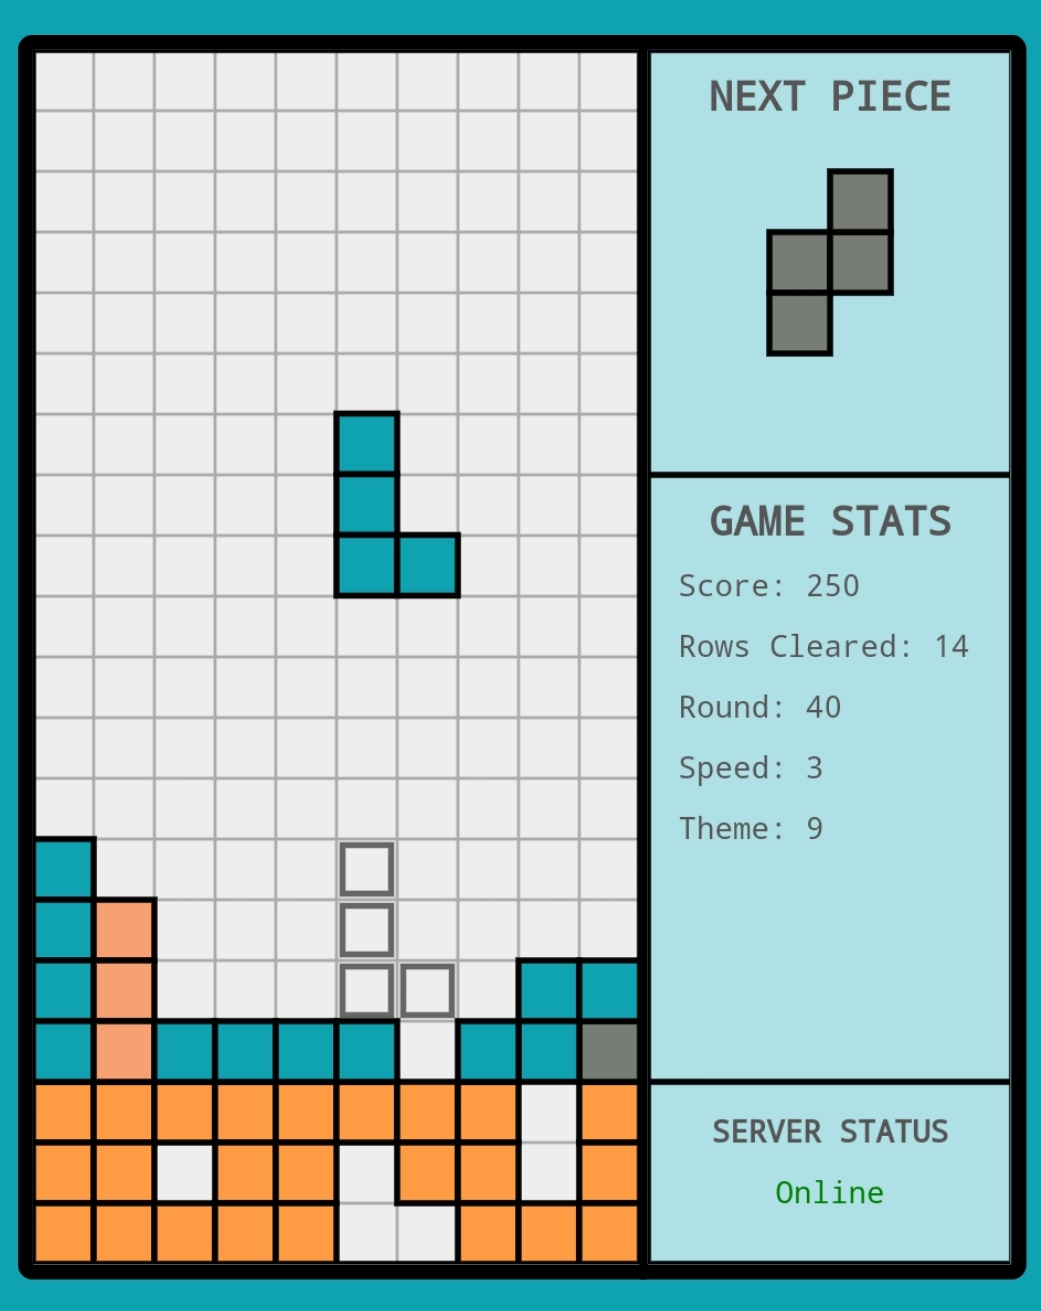 NEXT PIECE
GAME STATS
Score: 250
Rows Cleared: 14
Round: 40
Speed: 3
Theme: 9
SERVER STATUS
Online